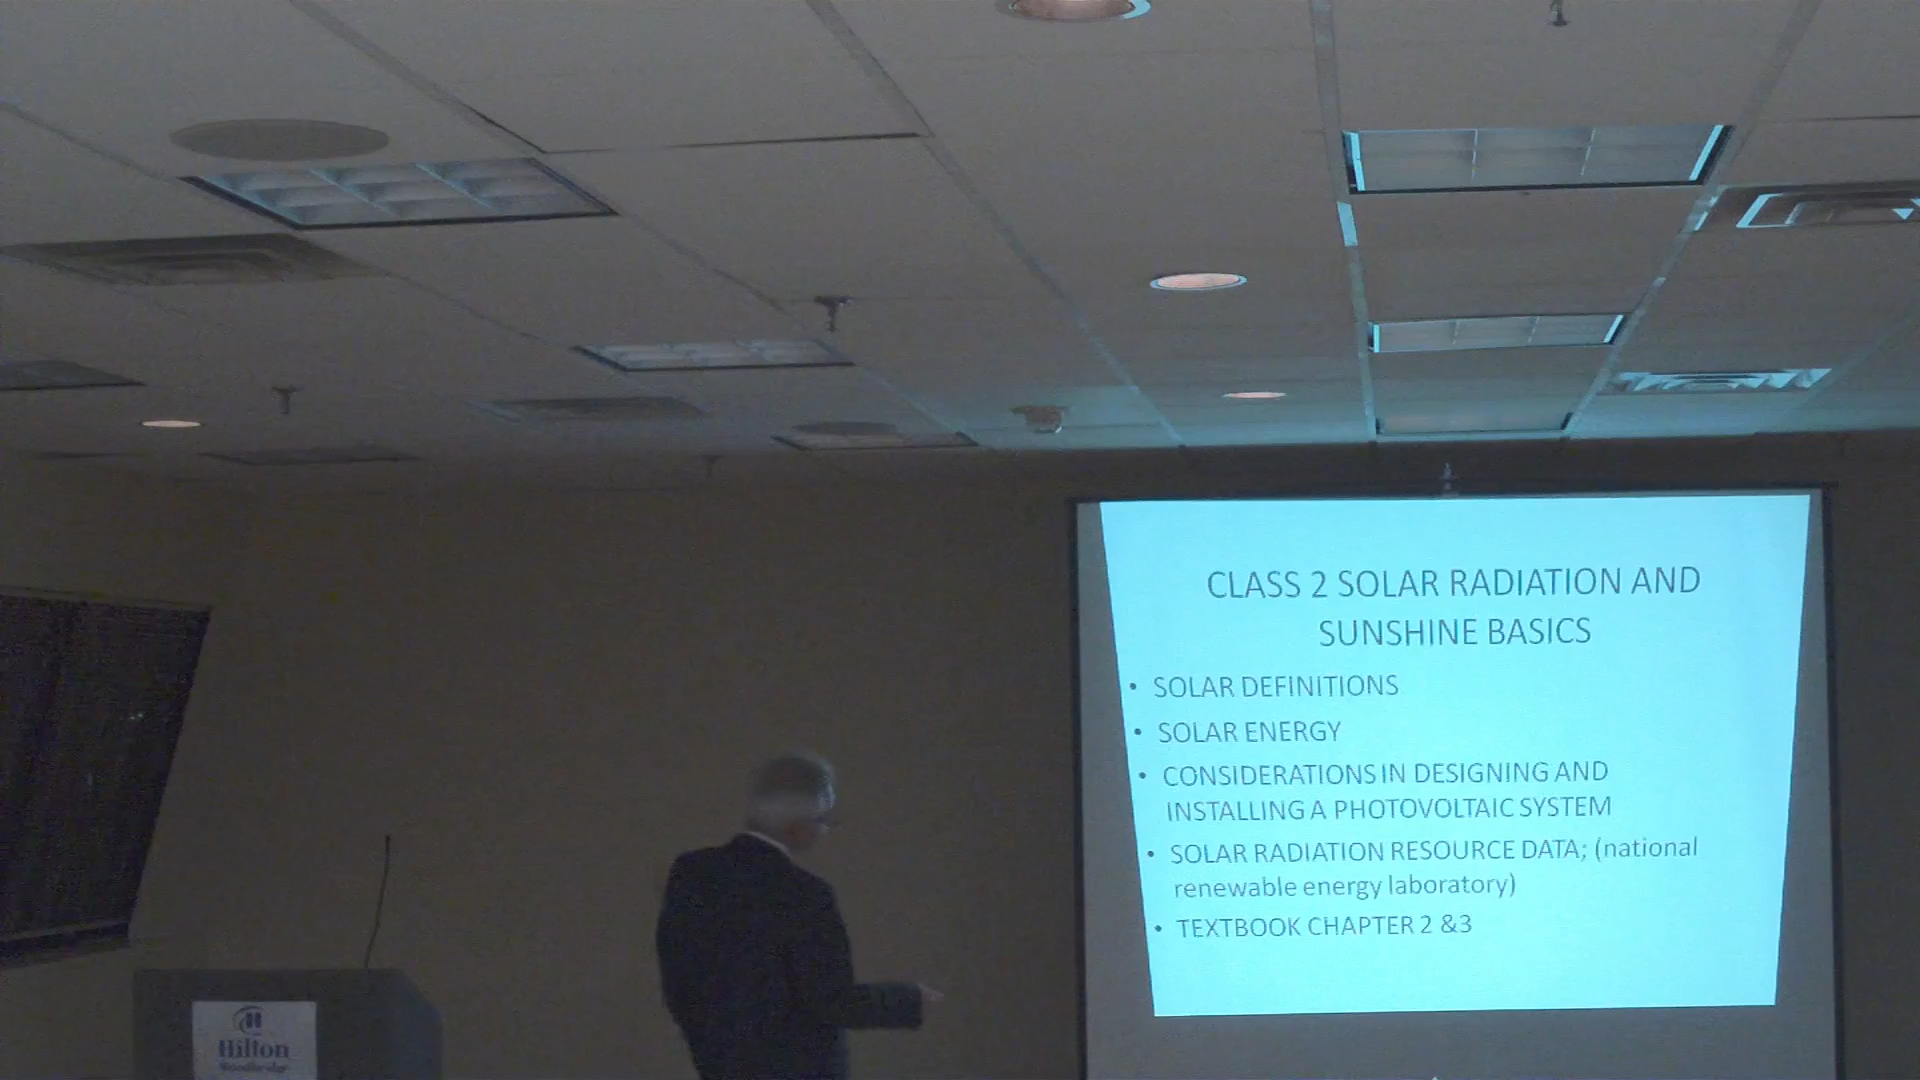 CLASS 2 SOLAR RADIATION AND
SUNSHINE BASICS
• SOLAR DEFINITIONS
• SOLAR ENERGY
• CONSIDERATIONS IN DESIGNING AND
INSTALLING A PHOTOVOLTAIC SYSTEM
• SOLAR RADIATION RESOURCE DATA; (national
renewable energy laboratory)
• TEXTBOOK CHAPTER 2 &3
Hilton
Woodbridge